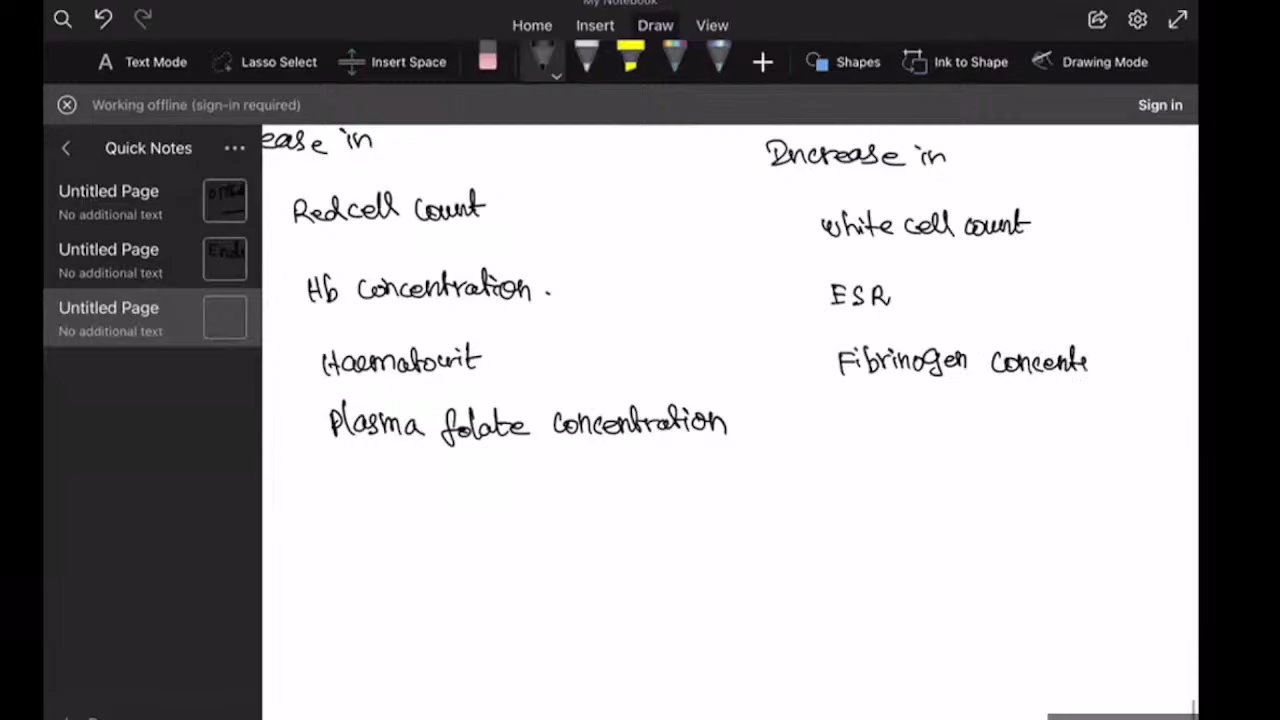 My Notebook
Home Insert Draw View
Text Mode Lasso Select Insert Space Shapes Ink to Shape Drawing Mode
Working offline (sign-in required) Sign in
Quick Notes
Untitled Page
No additional text
Untitled Page
No additional text
Untitled Page
No additional text
ease in
Red cell count
Hb concentration.
Haematocrit
Plasma folate concentration
Increase in
white cell count
ESR
Fibrinogen concente